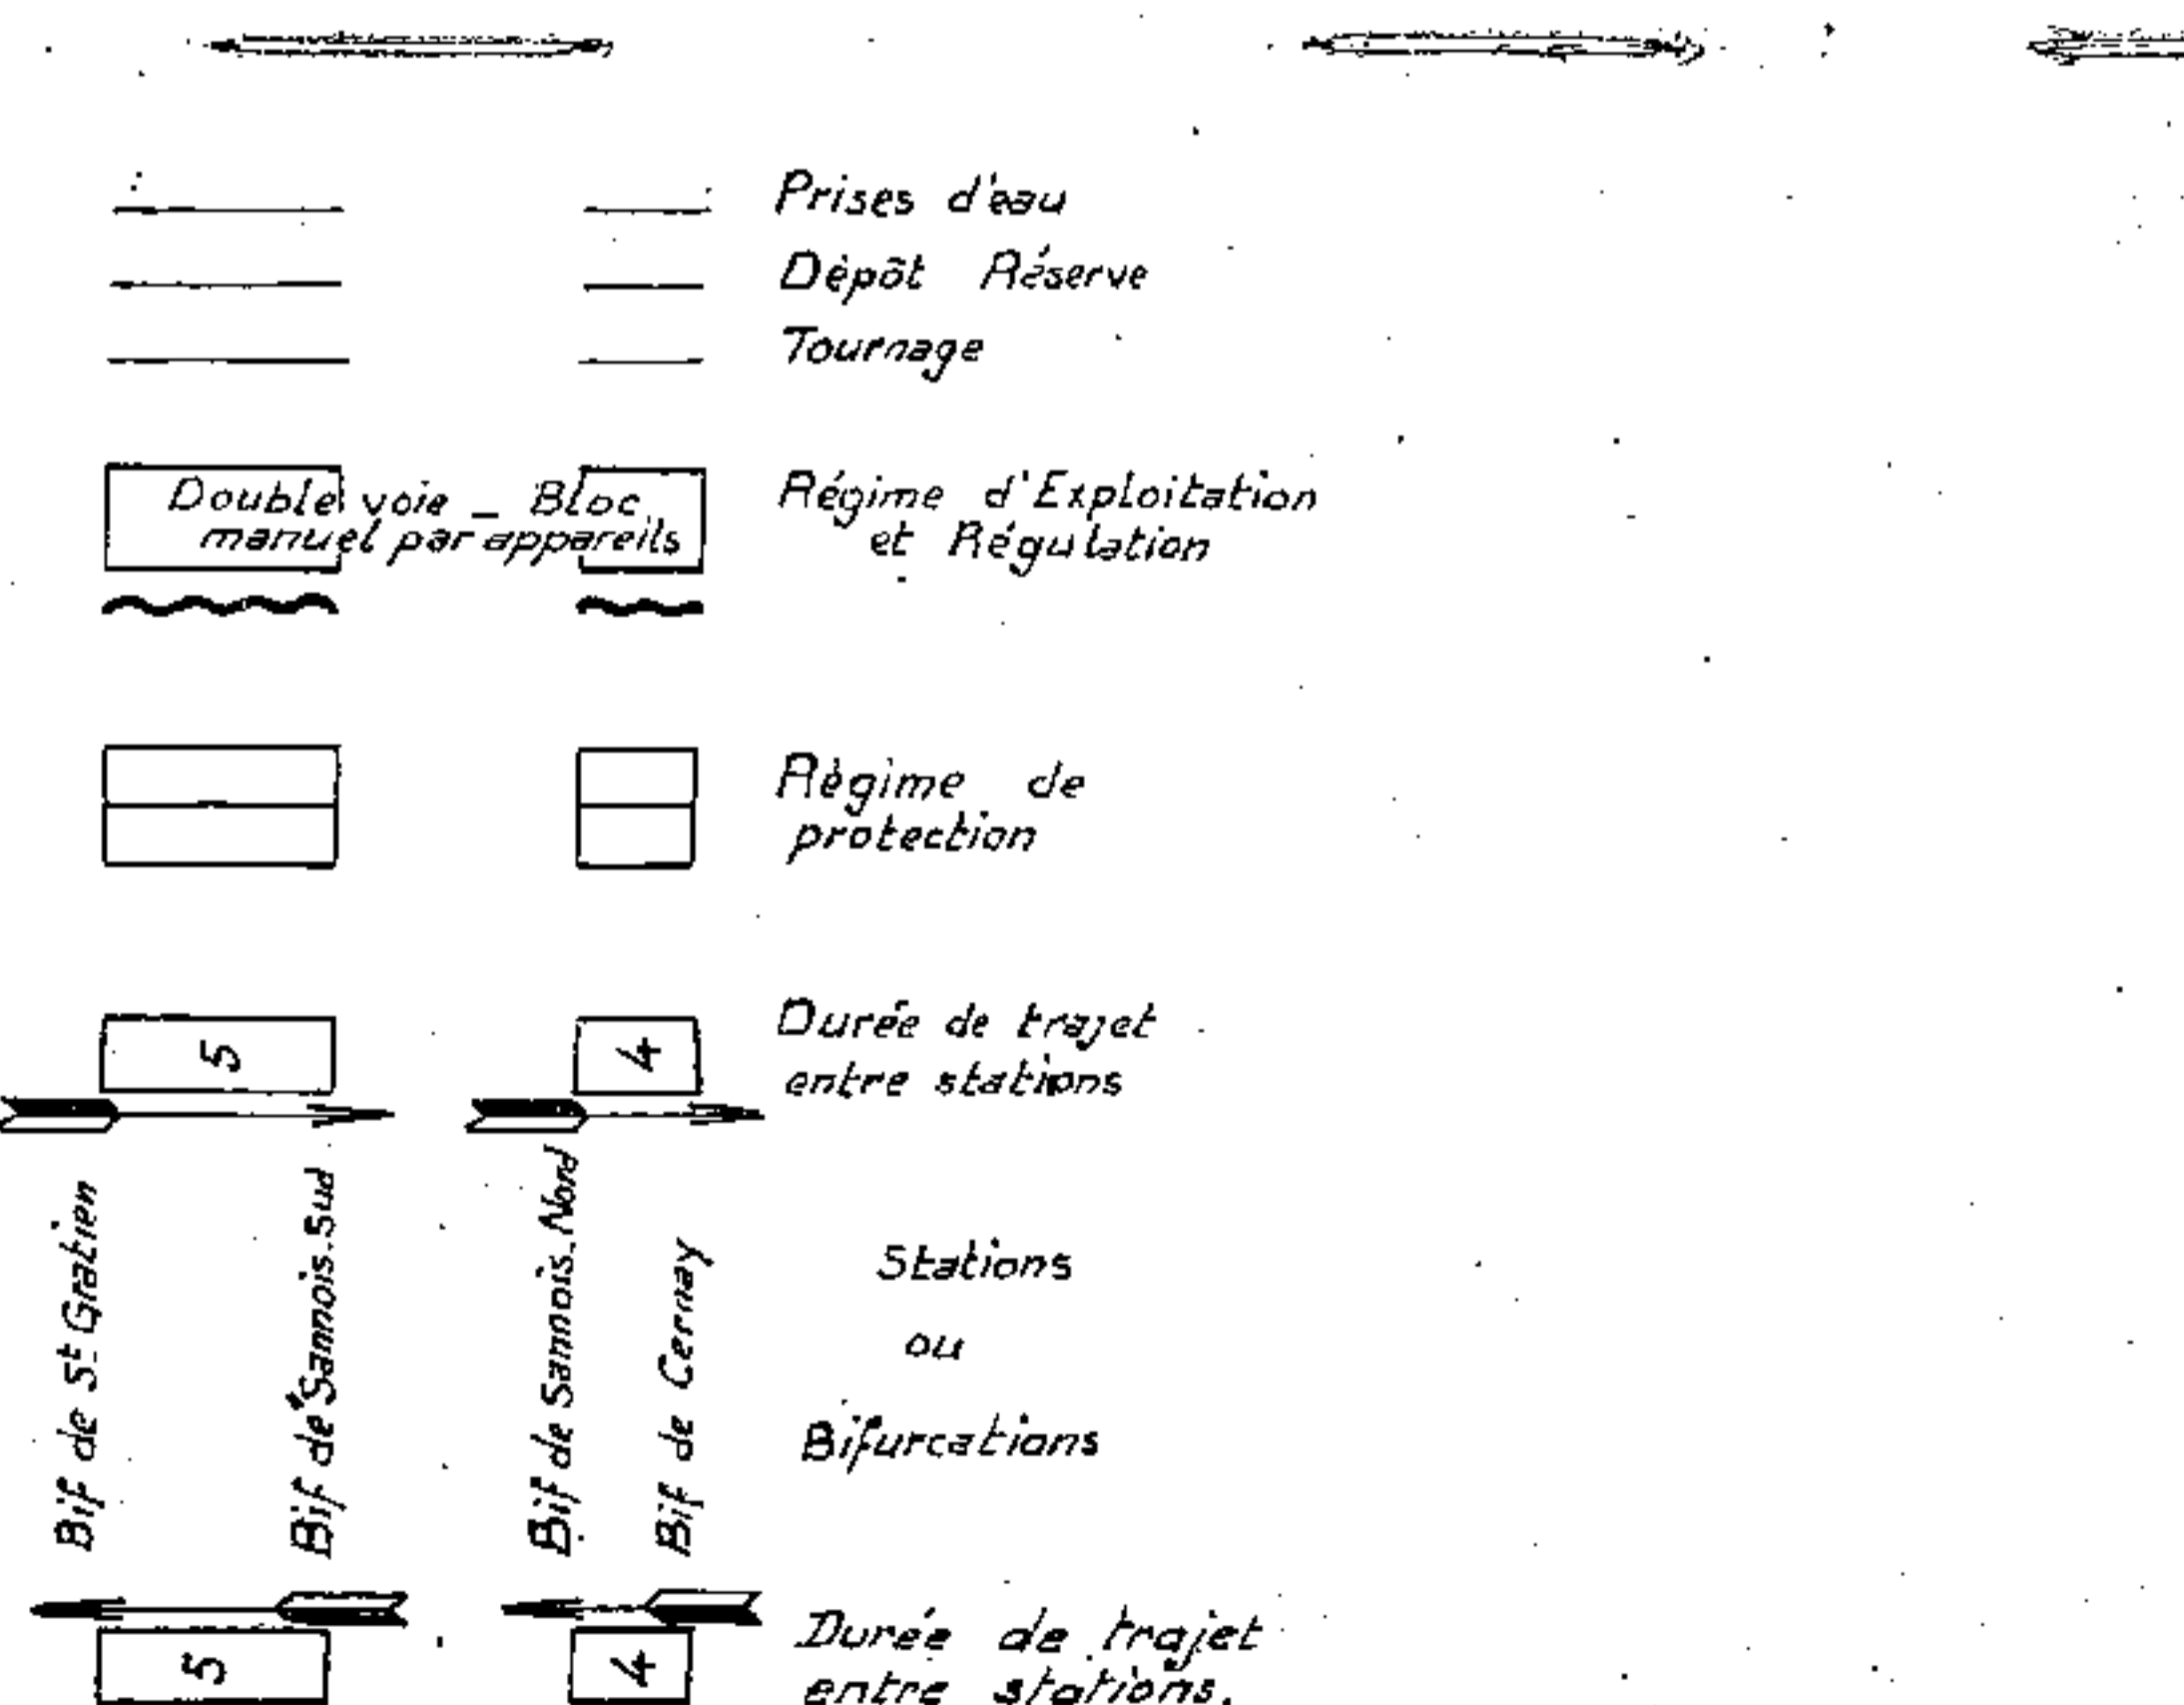 Prises d'eau
Dépôt Réserve
Tournage
Double voie _ Bloc
manuel par appareils
Régime d'Exploitation
et Régulation
Régime de
protection
5
4
Durée de trajet
entre stations
Bif de St Gratien
Bif de Sannois.Sud
Bif de Sannois.Nord
Bif de Cernay
Stations
ou
Bifurcations
5
4
Durée de trajet
entre stations.